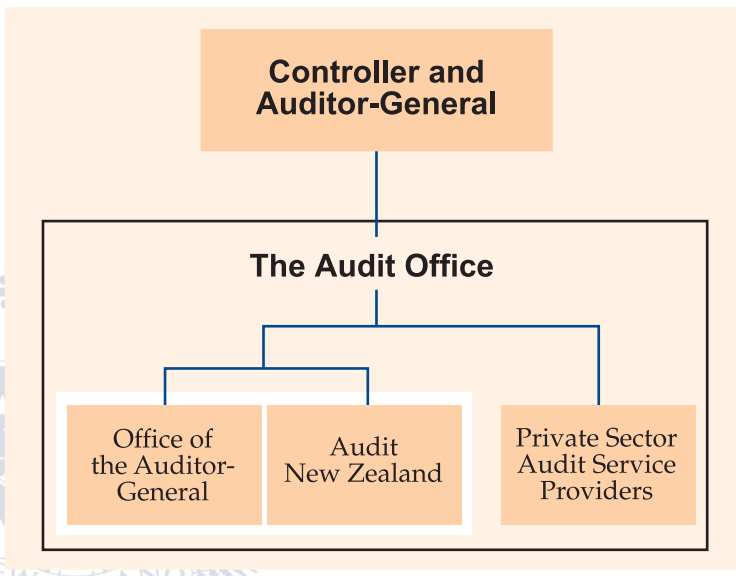 Controller and
Auditor-General
The Audit Office
Office of
the Auditor-
General
Audit
New Zealand
Private Sector
Audit Service
Providers